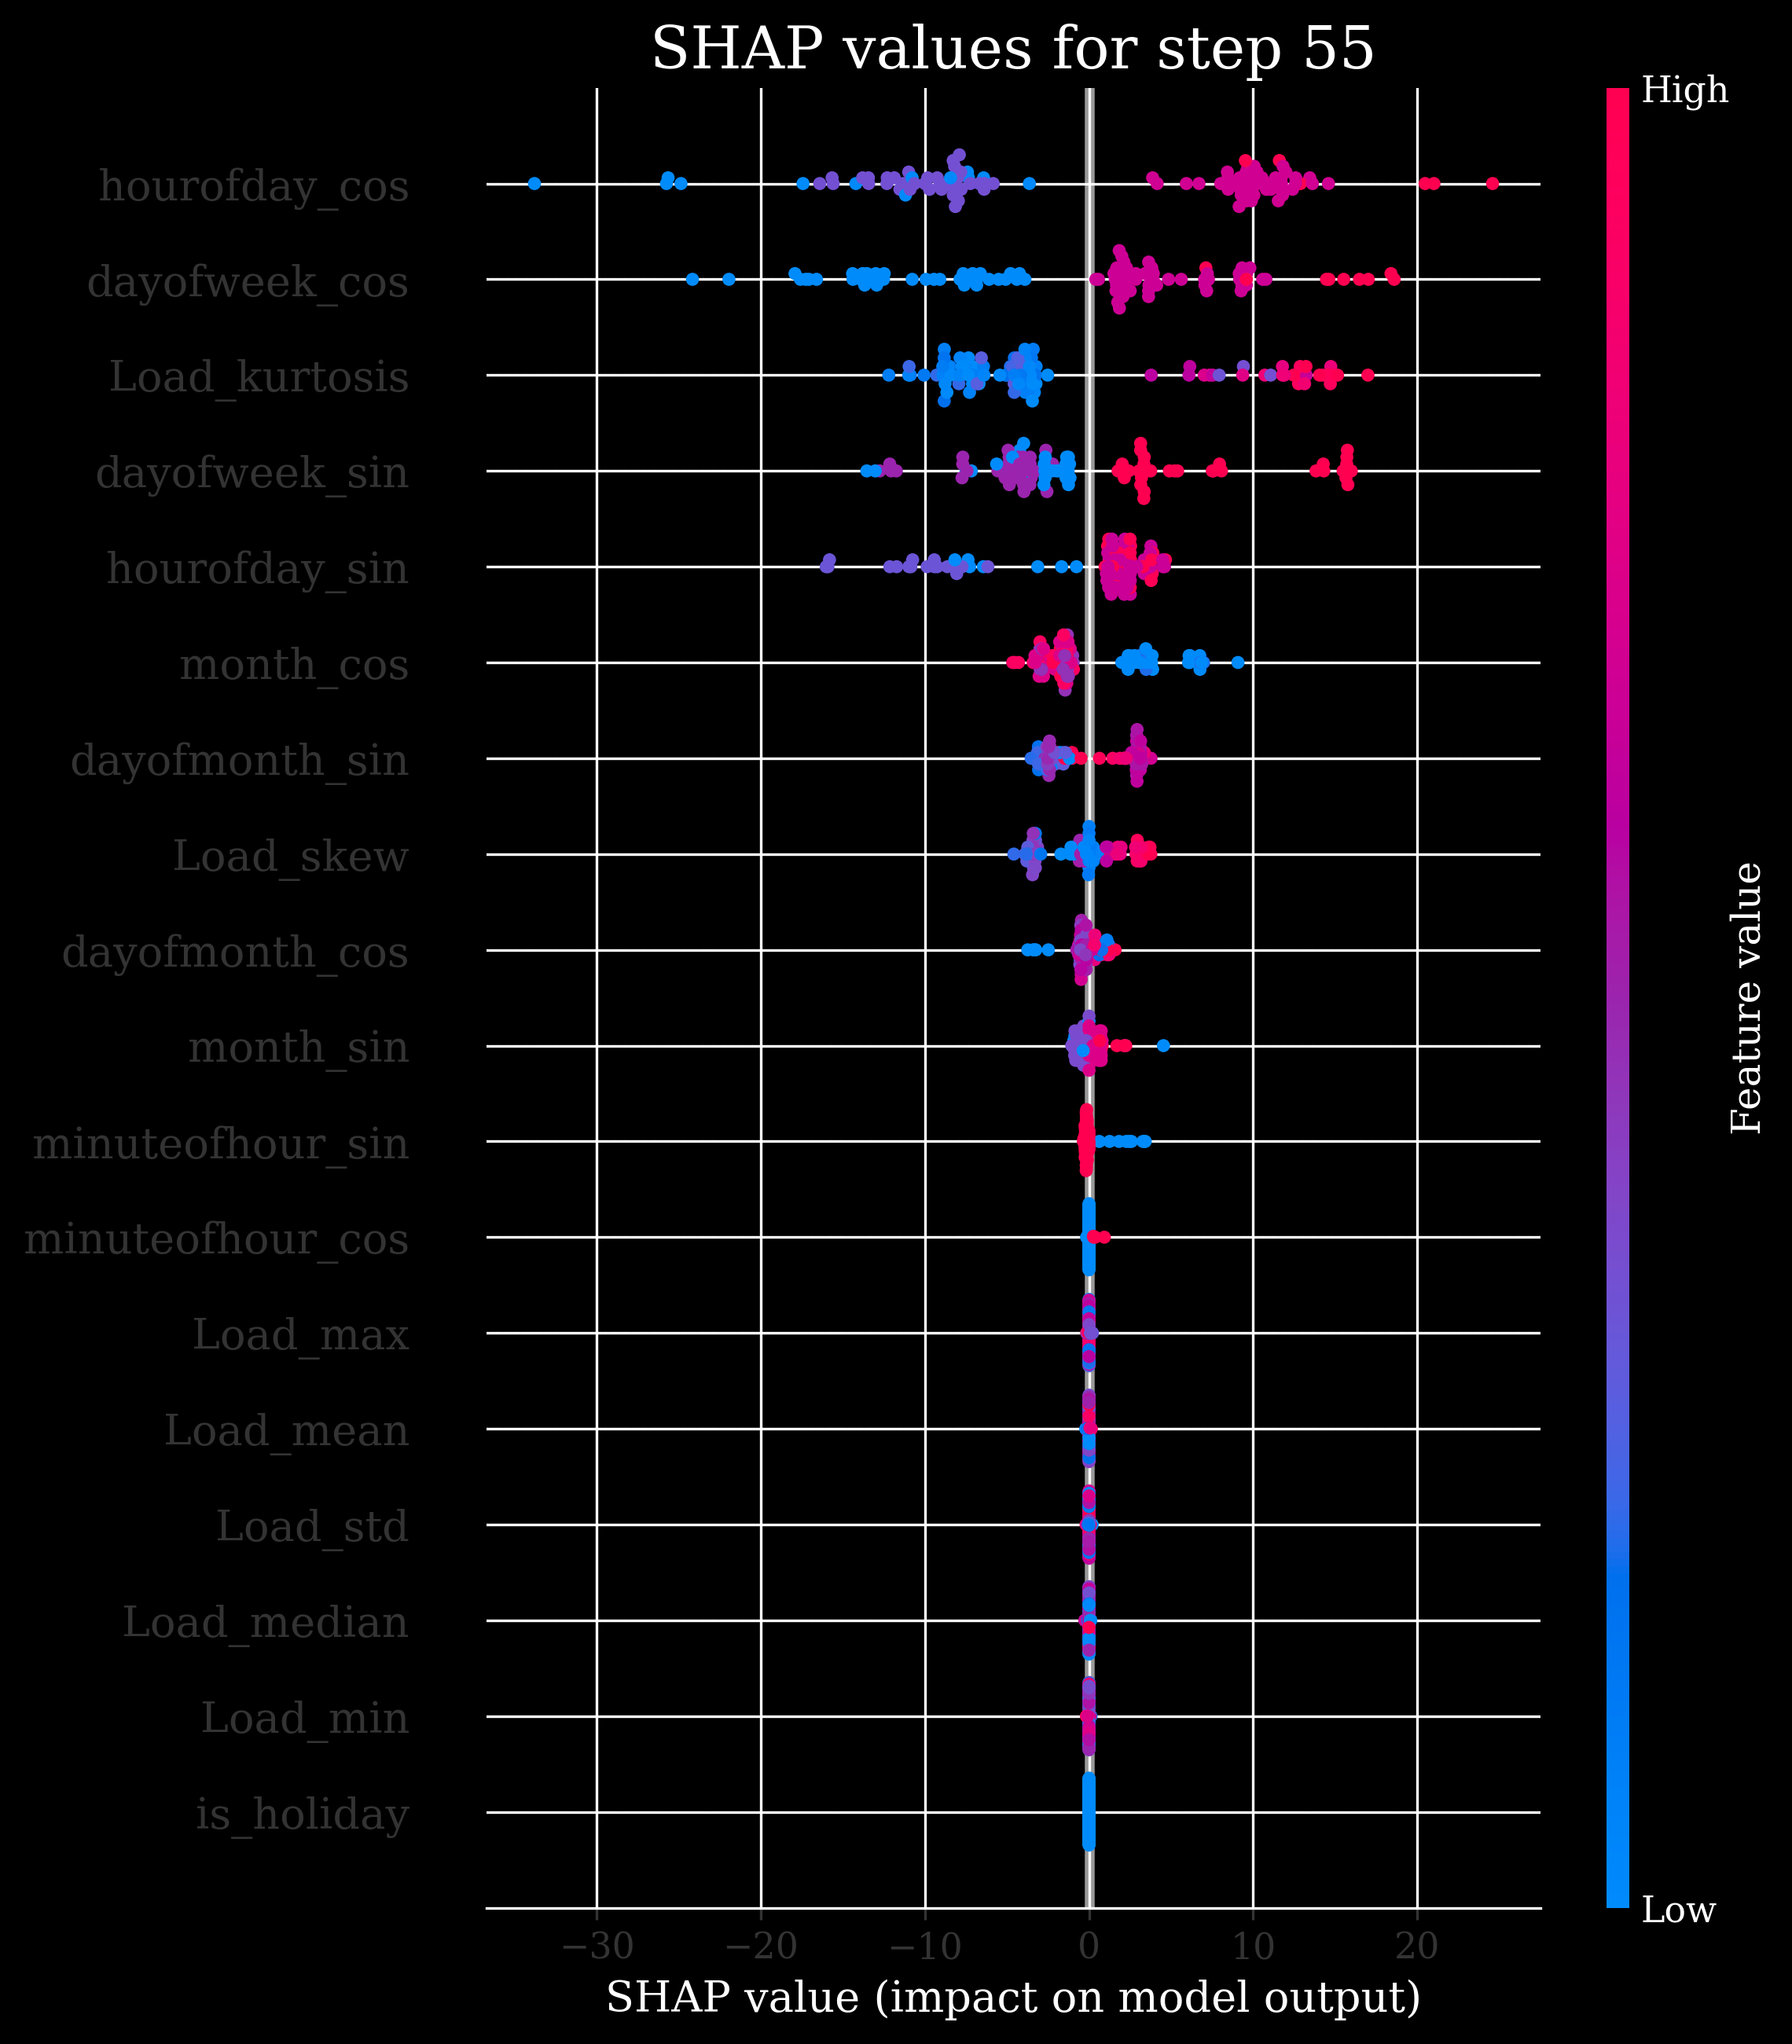 SHAP values for step 55
High
hourofday_cos
dayofweek_cos
Load_kurtosis
dayofweek_sin
hourofday_sin
month_cos
dayofmonth_sin
Load_skew
dayofmonth_cos
month_sin
minuteofhour_sin
minuteofhour_cos
Load_max
Load_mean
Load_std
Load_median
Load_min
is_holiday
Feature value
Low
−30 −20 −10 0 10 20
SHAP value (impact on model output)